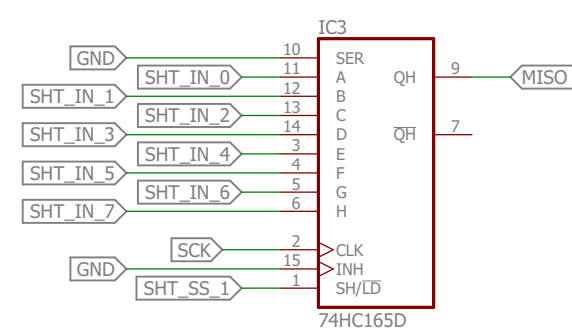 IC3
GND 10 SER
SHT_IN_0 11 A QH 9 MISO
SHT_IN_1 12 B
SHT_IN_2 13 C
SHT_IN_3 14 D QH 7
SHT_IN_4 3 E
SHT_IN_5 4 F
SHT_IN_6 5 G
SHT_IN_7 6 H
SCK 2 CLK
GND 15 INH
SHT_SS_1 1 SH/LD
74HC165D